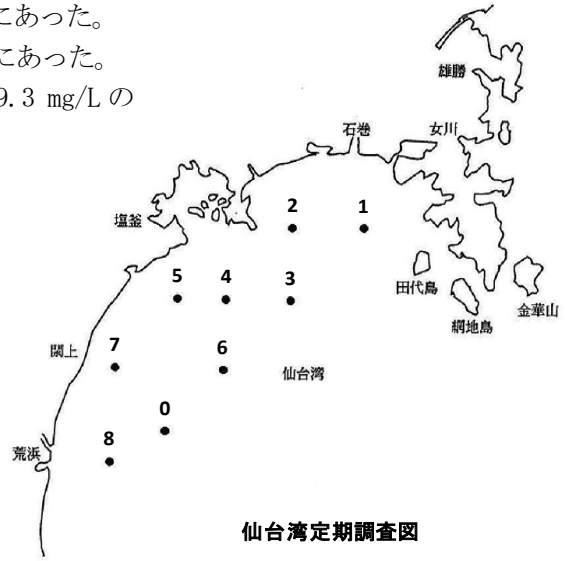 にあった。
にあった。
9.3 mg/L の
雄勝
石巻
女川
塩釜
2
1
5
4
3
田代島
網地島
金華山
閖上
7
6
仙台湾
0
荒浜
8
仙台湾定期調査図